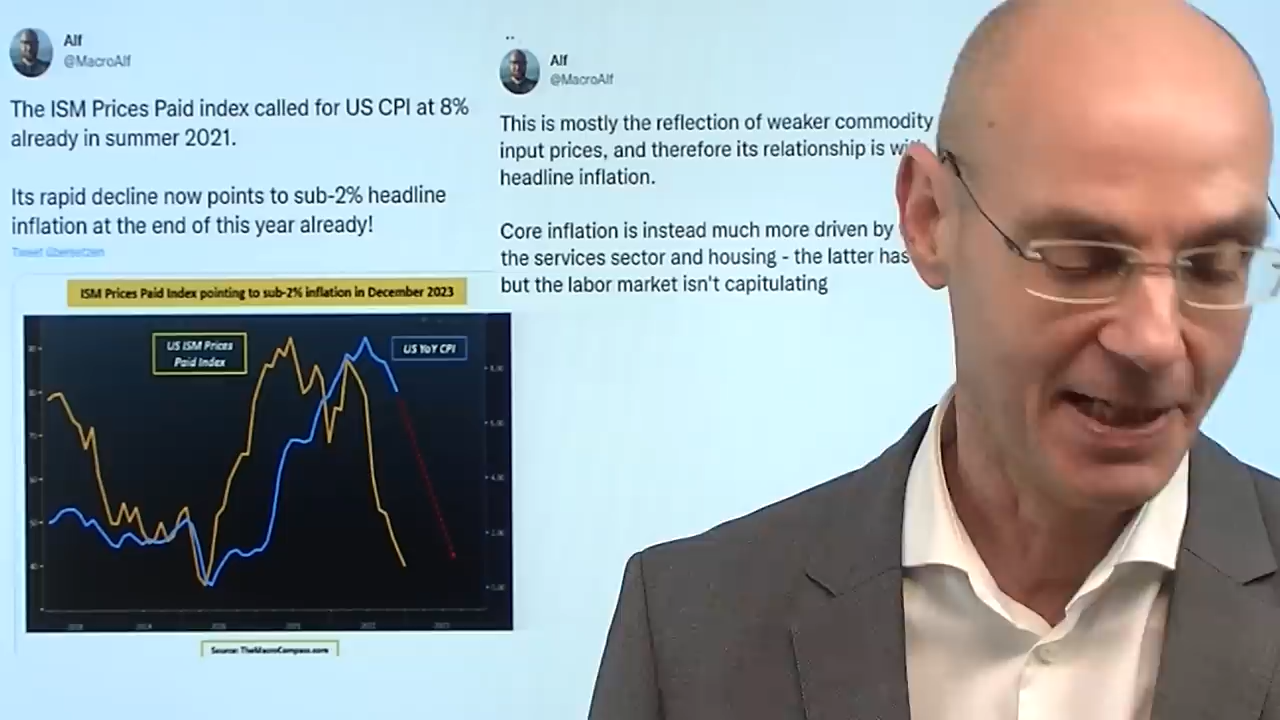 Alf
@MacroAlf
The ISM Prices Paid index called for US CPI at 8%
already in summer 2021.
Its rapid decline now points to sub-2% headline
inflation at the end of this year already!
Tweet übersetzen
ISM Prices Paid Index pointing to sub-2% inflation in December 2023
US ISM Prices
Paid Index
US YoY CPI
Source: TheMacroCompass.com
Alf
@MacroAlf
This is mostly the reflection of weaker commodity
input prices, and therefore its relationship is
headline inflation.
Core inflation is instead much more driven by
the services sector and housing - the latter has
but the labor market isn't capitulating